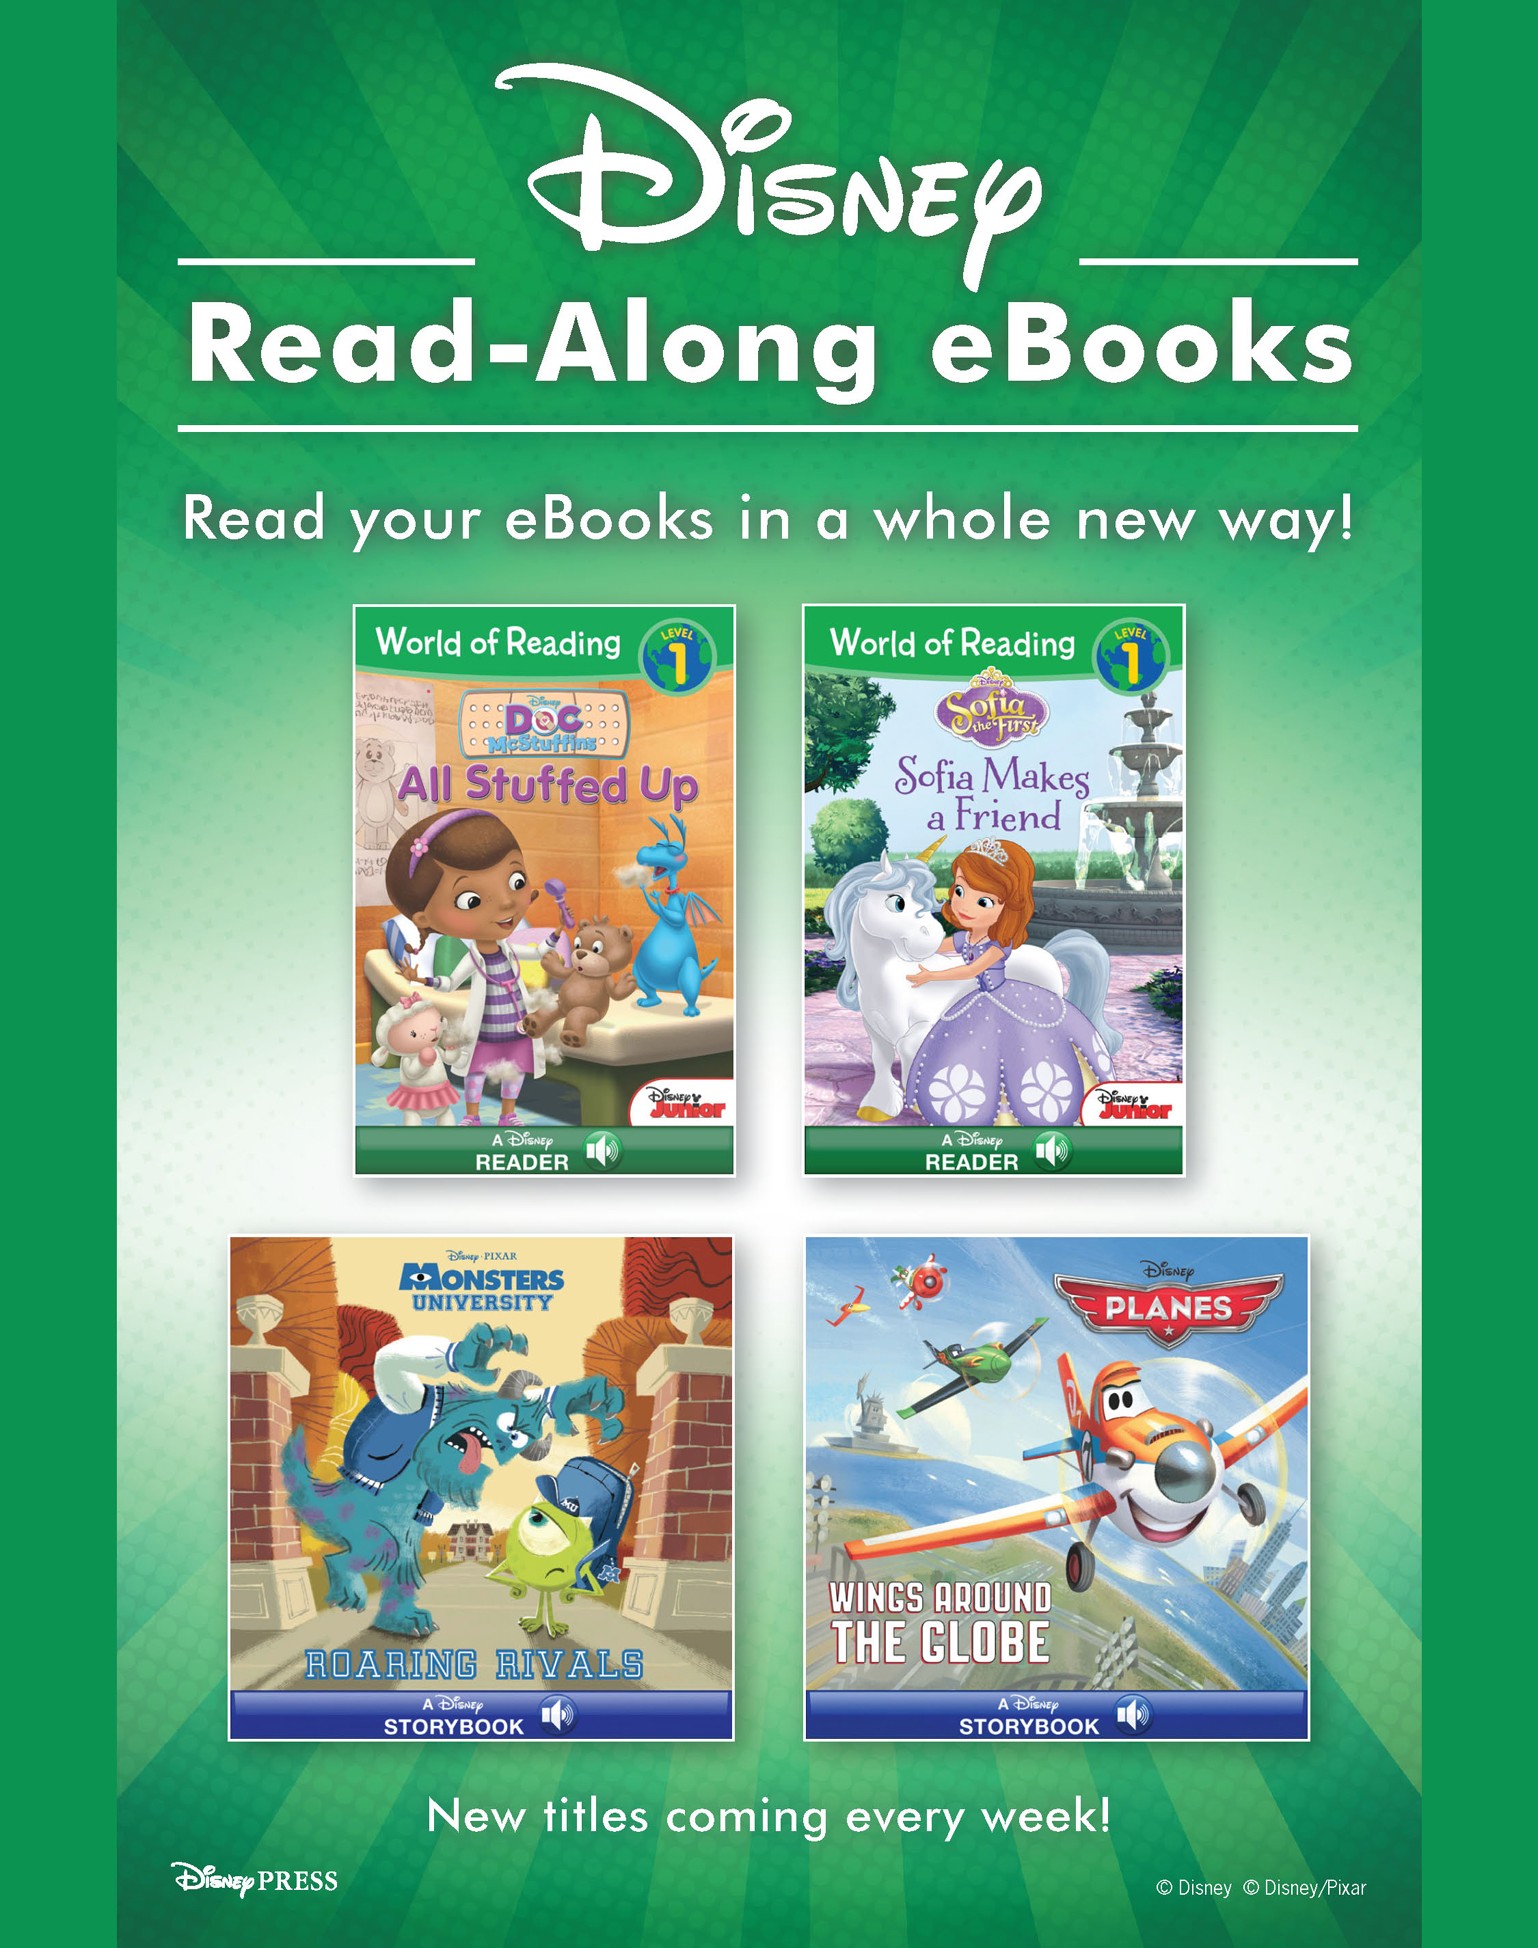 Disney
Read-Along eBooks
Read your eBooks in a whole new way!
World of Reading
LEVEL
1
Disney
DOC
McStuffins
All Stuffed Up
Disney
Junior
A Disney
READER
World of Reading
LEVEL
1
Disney
Sofia
the First
Sofia Makes
a Friend
Disney
Junior
A Disney
READER
Disney · PIXAR
MONSTERS
UNIVERSITY
MU
ROARING RIVALS
A Disney
STORYBOOK
Disney
PLANES
7
WINGS AROUND
THE GLOBE
A Disney
STORYBOOK
New titles coming every week!
Disney PRESS
© Disney © Disney/Pixar